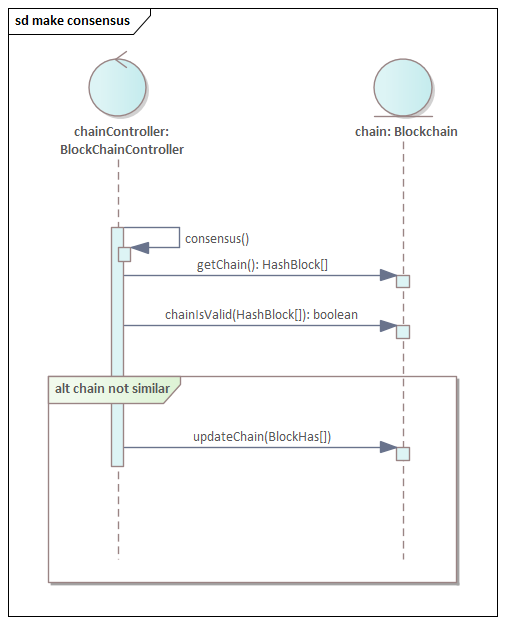 sd make consensus
chainController:
BlockChainController
chain: Blockchain
consensus()
getChain(): HashBlock[]
chainIsValid(HashBlock[]): boolean
alt chain not similar
updateChain(BlockHas[])